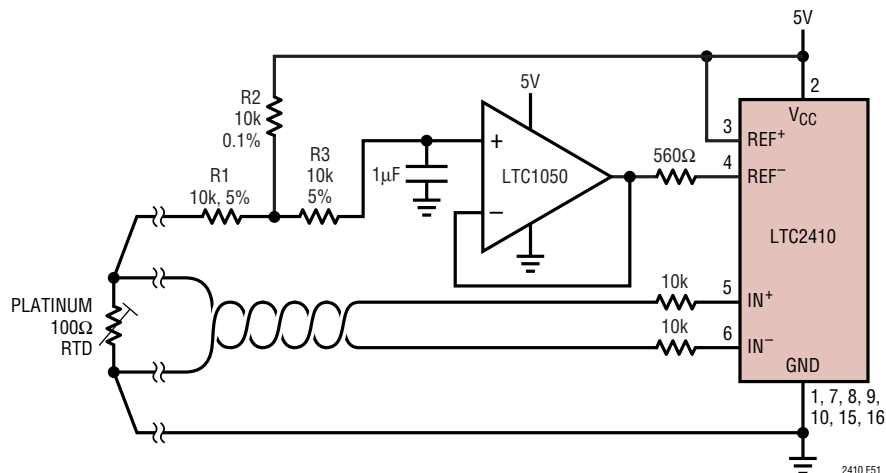 5V
R2
10k
0.1%
R1
10k, 5%
R3
10k
5%
1µF
5V
+
LTC1050
−
560Ω
2
VCC
3
REF+
4
REF−
LTC2410
PLATINUM
100Ω
RTD
10k
5
IN+
10k
6
IN−
GND
1, 7, 8, 9,
10, 15, 16
2410 F51